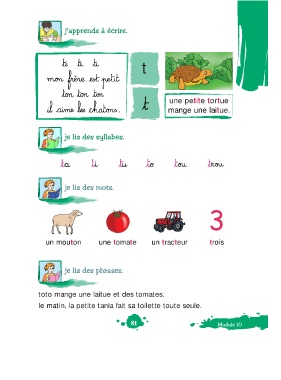 j'apprends à écrire.
ti ti ti
mon frère est petit
ton ton ton
il aime les chatons.
t
t
une petite tortue
mange une laitue.
je lis des syllabes.
ta ti tu to tou trou
je lis des mots.
3
un mouton une tomate un tracteur trois
je lis des phrases.
toto mange une laitue et des tomates.
le matin, la petite tania fait sa toilette toute seule.
81
Module 10